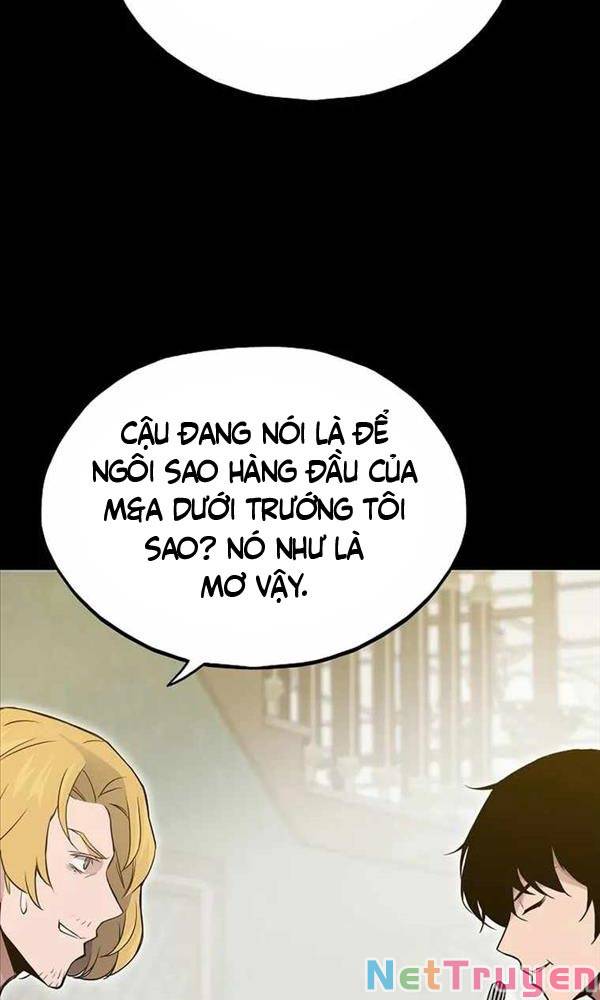 CẬU ĐANG NÓI LÀ ĐỂ
NGÔI SAO HÀNG ĐẦU CỦA
M&A DƯỚI TRƯỚNG TÔI
SAO? NÓ NHƯ LÀ
MƠ VẬY.
NetTruyen